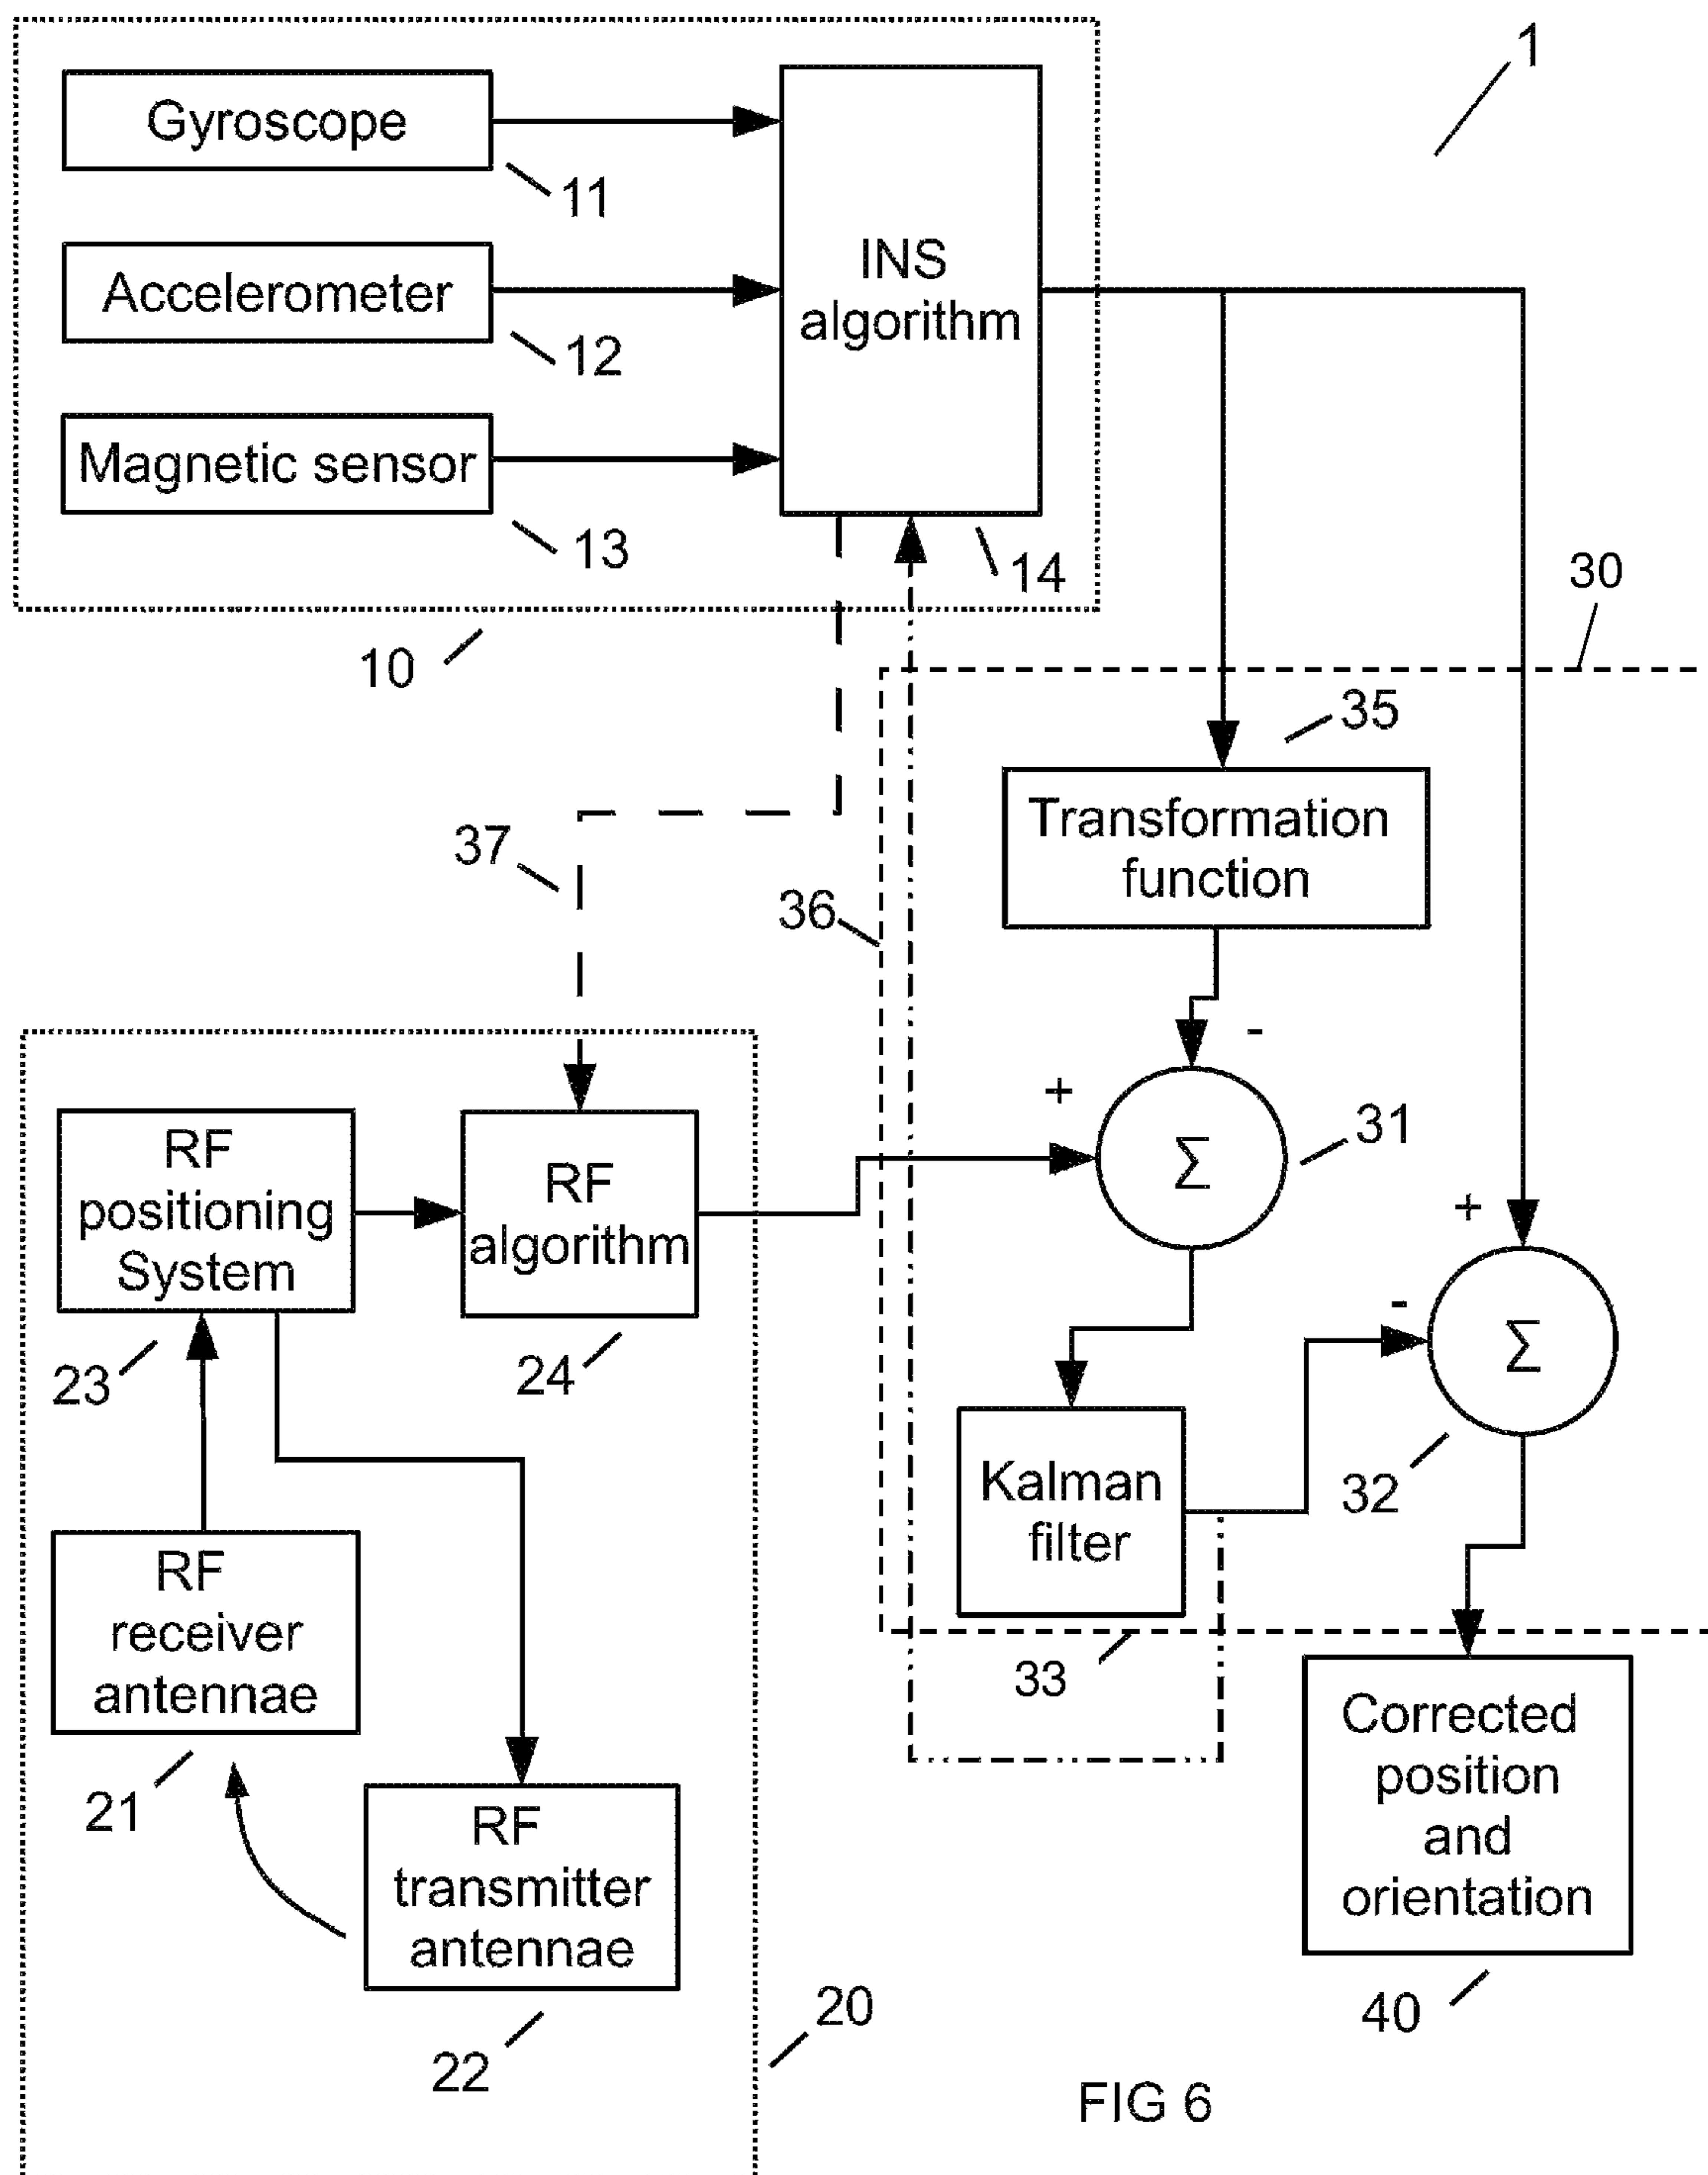 1
Gyroscope
11
Accelerometer
12
Magnetic sensor
13
INS
algorithm
14
10
30
35
Transformation
function
37
36
-
+
31
Σ
RF
positioning
System
23
RF
algorithm
24
+
-
Σ
32
Kalman
filter
33
RF
receiver
antennae
21
RF
transmitter
antennae
22
20
Corrected
position
and
orientation
40
FIG 6